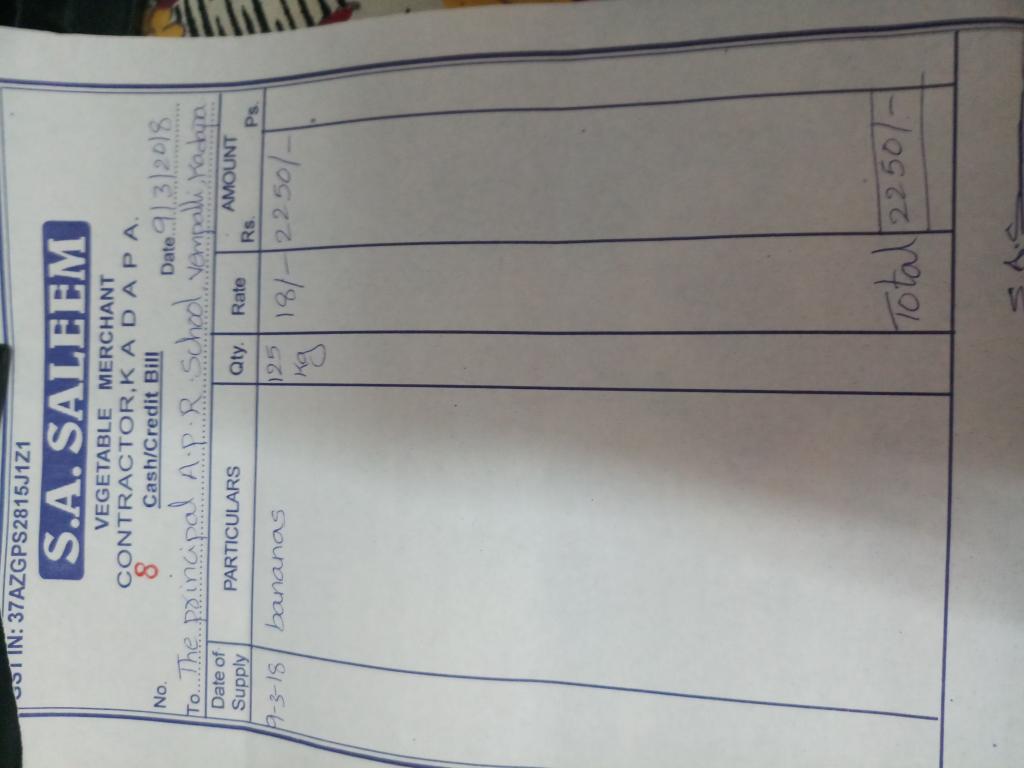 GSTIN: 37AZGPS2815J1Z1
S.A. SALEEM
VEGETABLE MERCHANT
CONTRACTOR, K A D A P A.
8 Cash/Credit Bill
No. Date 9/3/2018
To. The principal A.P.R. School Vempalli, Kadapa
Date of Supply PARTICULARS Qty. Rate AMOUNT Rs. Ps.
9-3-18 bananas 125 kg 18/- 2250/-
Total 2250/-